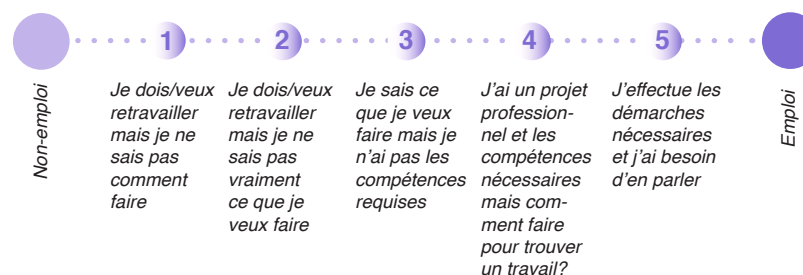 1
2
3
4
5
Non-emploi
Je dois/veux
retravailler
mais je ne
sais pas
comment
faire
Je dois/veux
retravailler
mais je ne
sais pas
vraiment
ce que je
veux faire
Je sais ce
que je veux
faire mais je
n'ai pas les
compétences
requises
J'ai un projet
profession-
nel et les
compétences
nécessaires
mais com-
ment faire
pour trouver
un travail?
J'effectue les
démarches
nécessaires
et j'ai besoin
d'en parler
Emploi